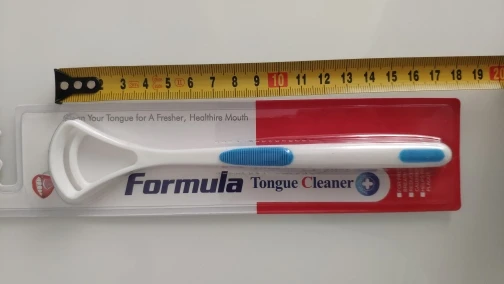 3 4 5 6 7 8 9 10 11 12 13 14 15 16 17 18 19 20
Your Tongue for A Fresher, Healthire Mouth
Formula Tongue Cleaner